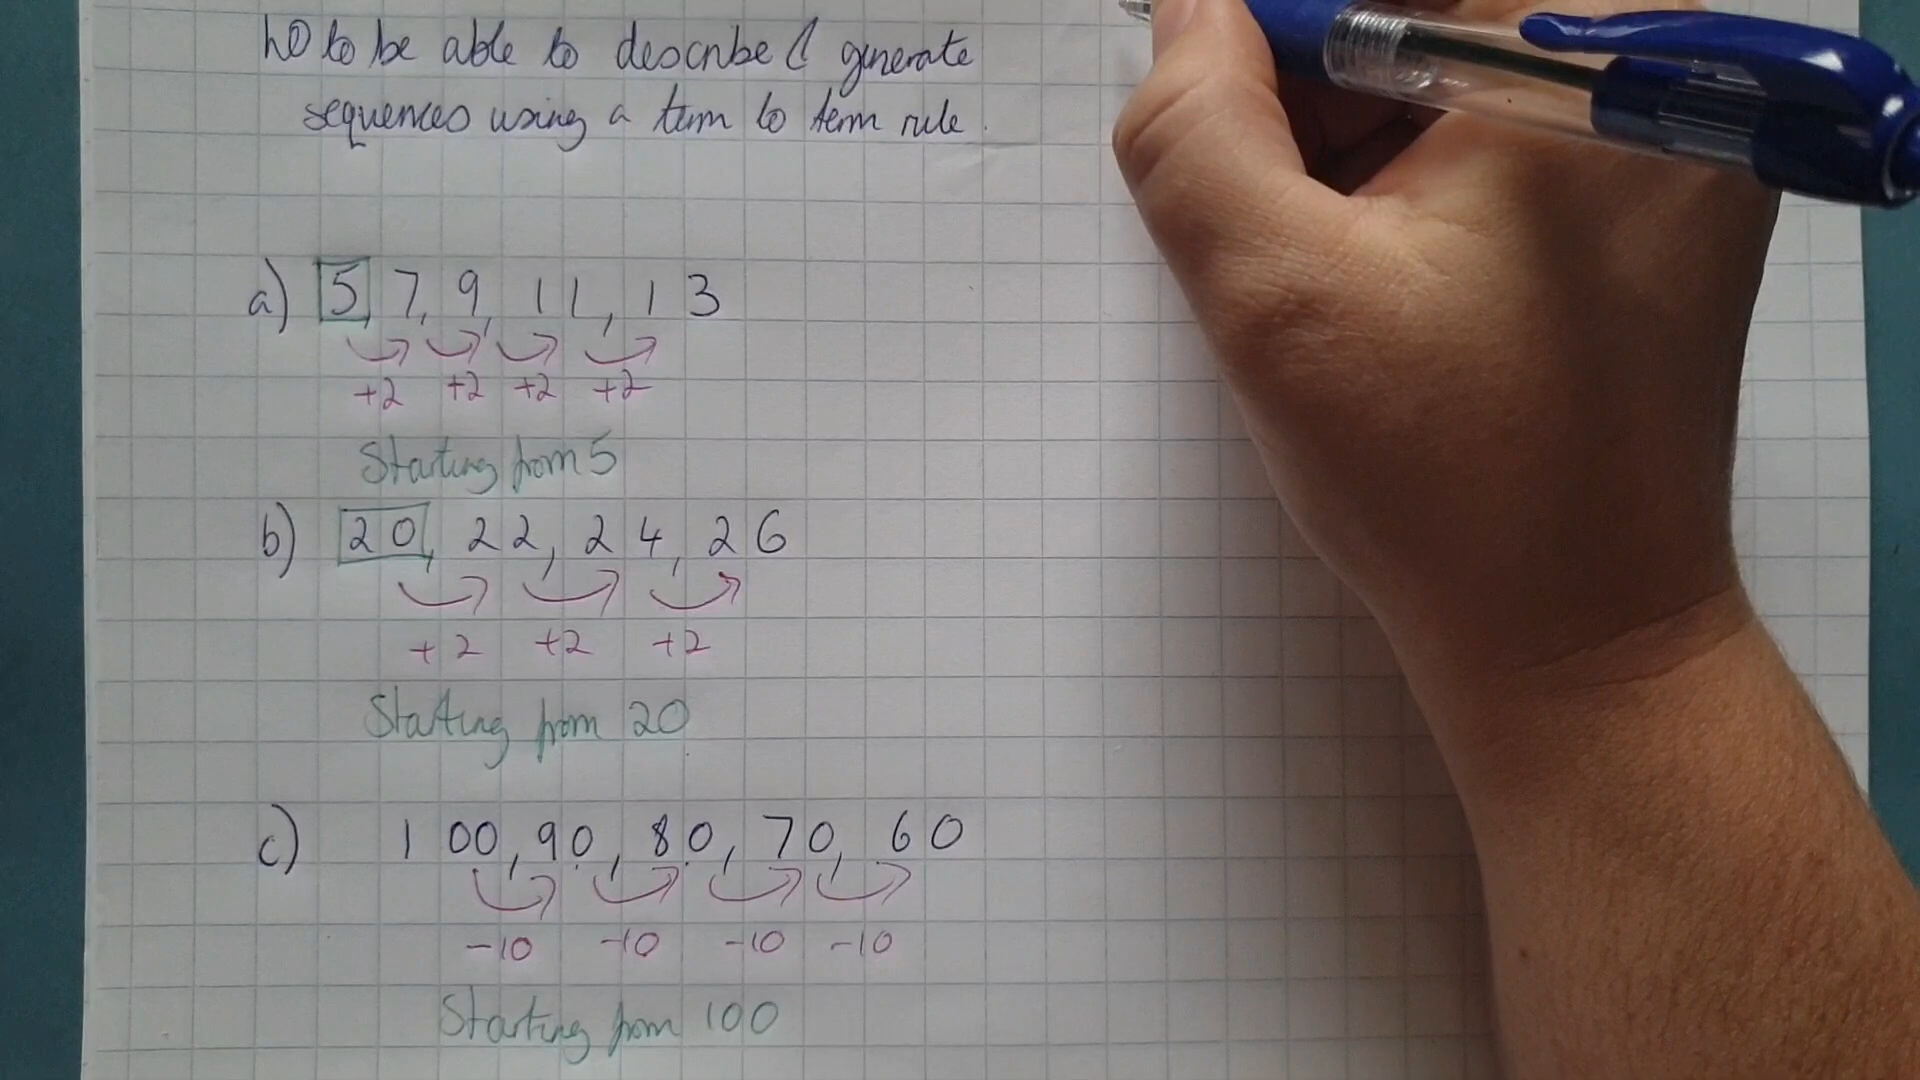 LO to be able to describe & generate
sequences using a term to term rule.
a) 5, 7, 9, 11, 13
+2 +2 +2 +2
Starting from 5
b) 20, 22, 24, 26
+2 +2 +2
Starting from 20
c) 100, 90, 80, 70, 60
-10 -10 -10 -10
Starting from 100